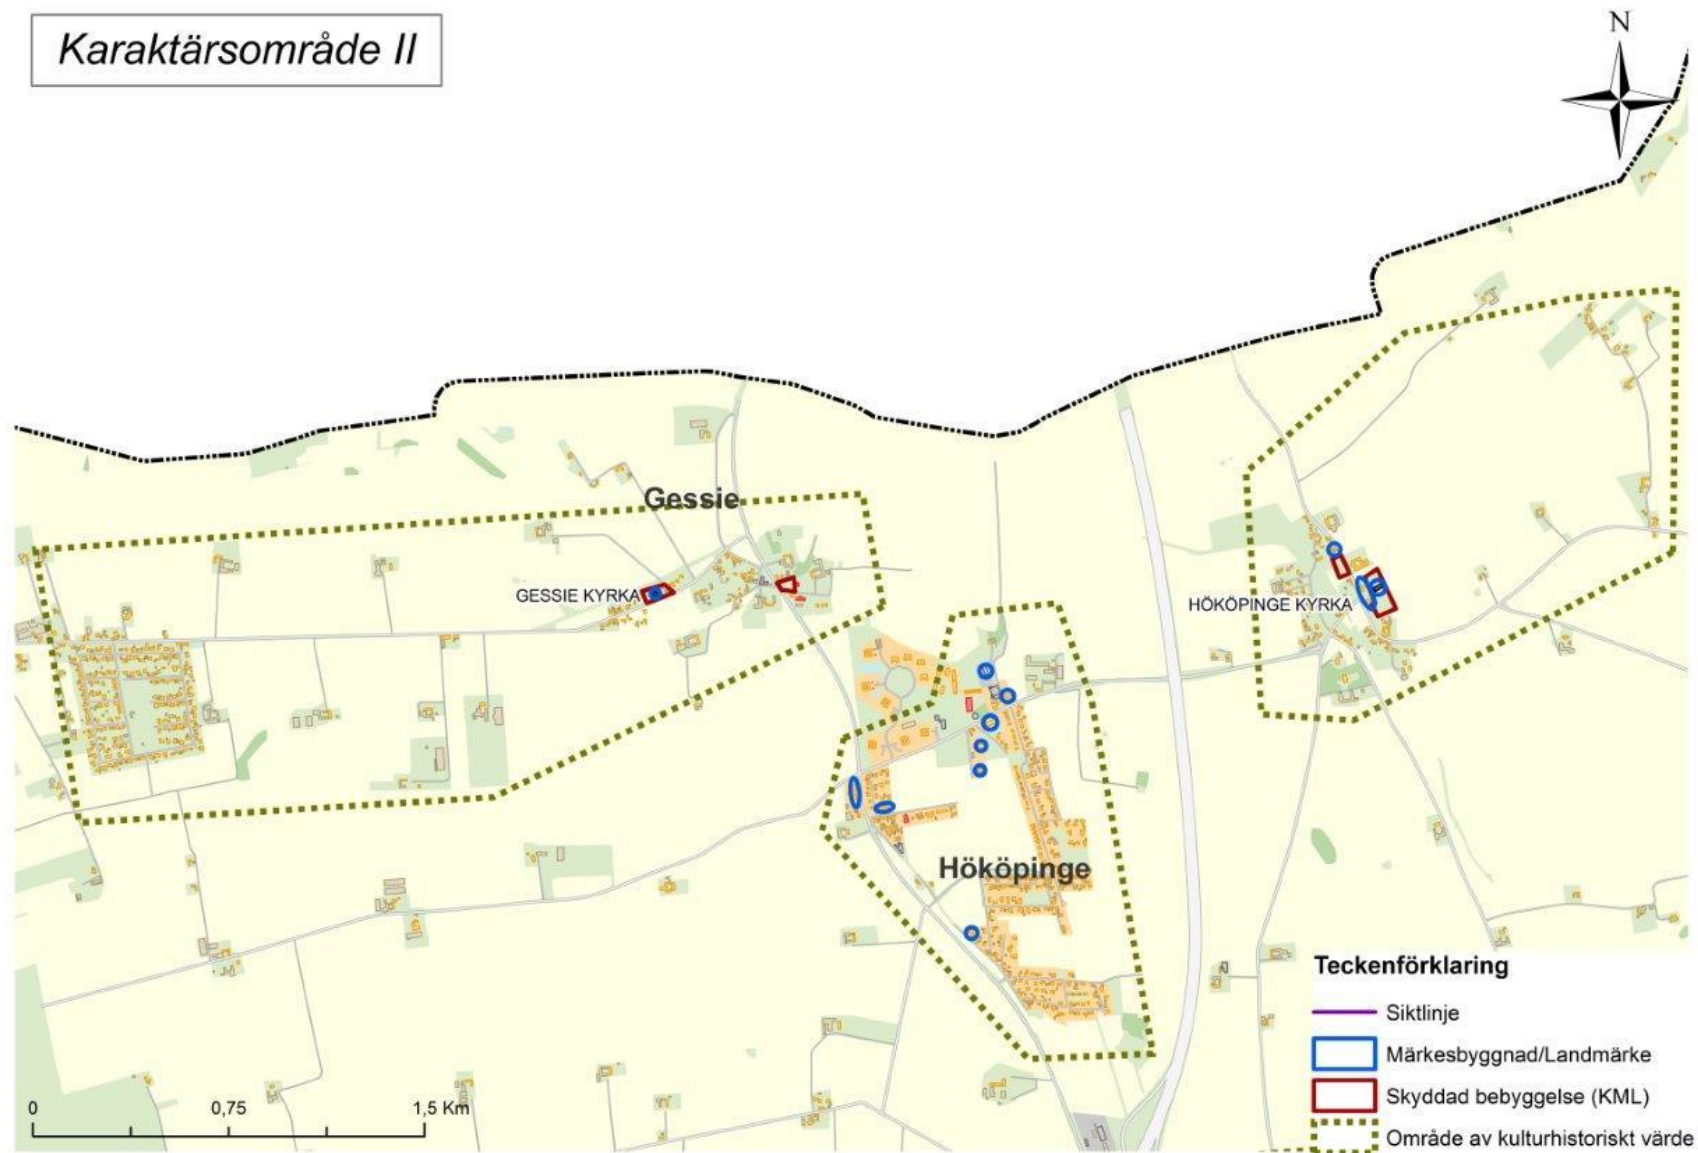 Karaktärsområde II
N
Gessie
GESSIE KYRKA
HÖKÖPINGE KYRKA
Hököpinge
Teckenförklaring
Siktlinje
Märkesbyggnad/Landmärke
Skyddad bebyggelse (KML)
Område av kulturhistoriskt värde
0 0,75 1,5 Km